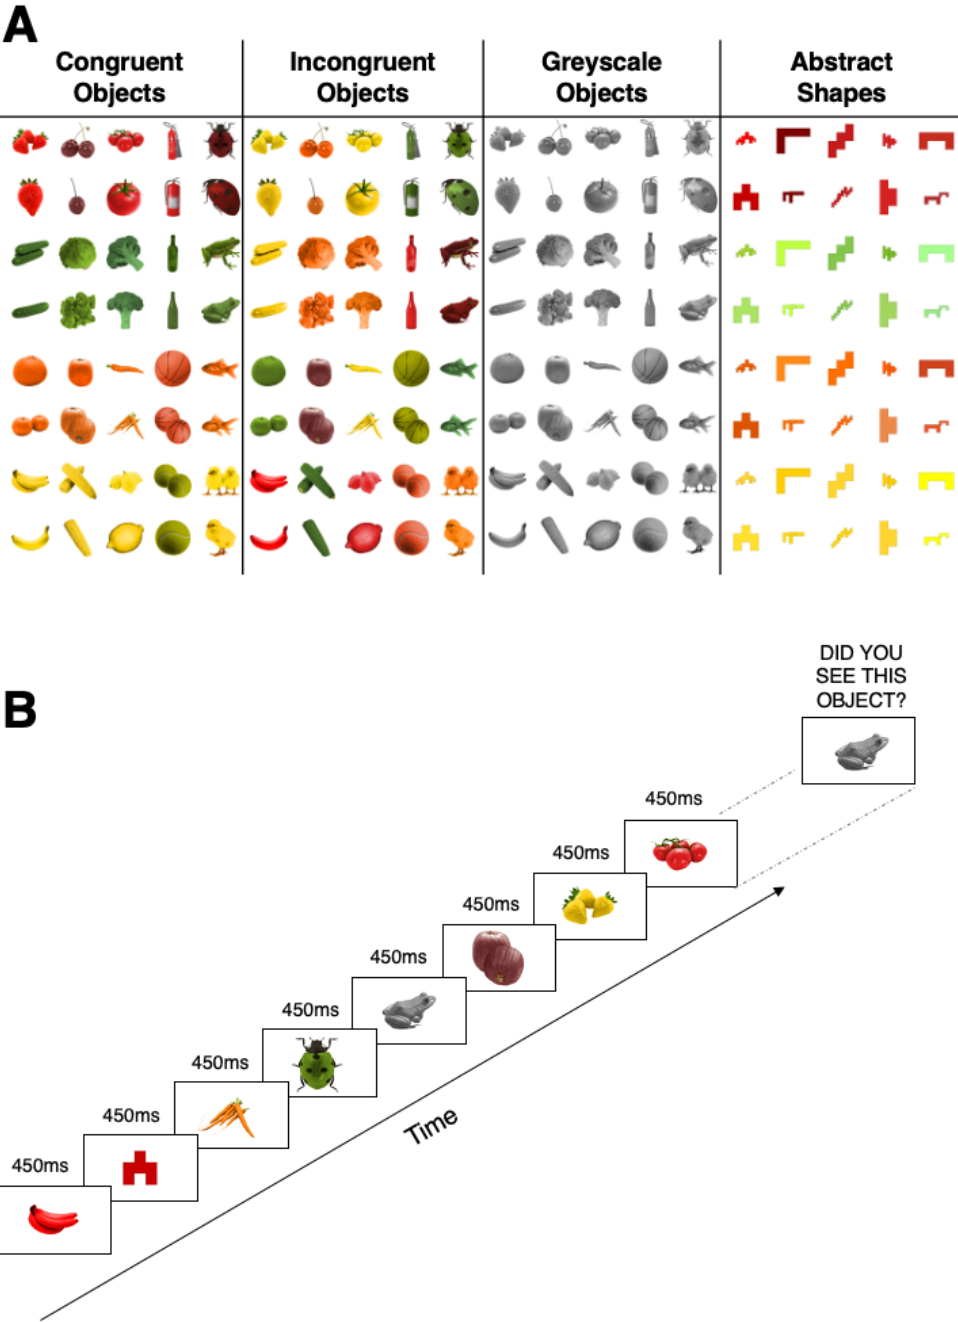 A
Congruent
Objects
Incongruent
Objects
Greyscale
Objects
Abstract
Shapes
B
DID YOU
SEE THIS
OBJECT?
450ms
450ms
450ms
450ms
450ms
450ms
450ms
450ms
Time